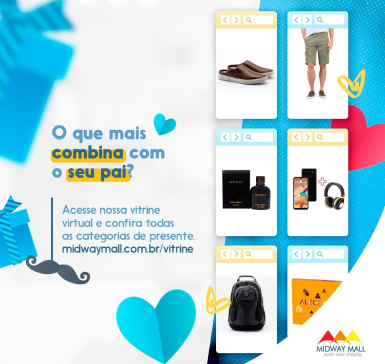 O que mais
combina com
o seu pai?
Acesse nossa vitrine
virtual e confira todas
as categorias de presente.
midwaymall.com.br/vitrine
MIDWAY MALL